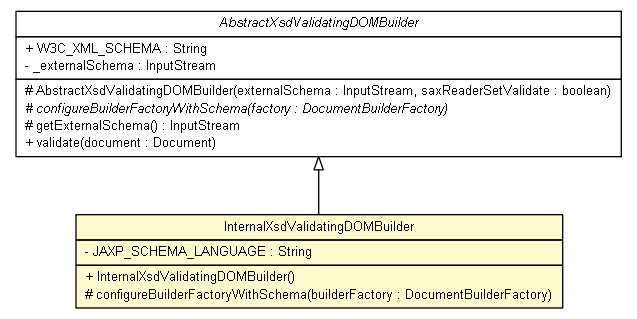 AbstractXsdValidatingDOMBuilder
+ W3C_XML_SCHEMA : String
- _externalSchema : InputStream
# AbstractXsdValidatingDOMBuilder(externalSchema : InputStream, saxReaderSetValidate : boolean)
# configureBuilderFactoryWithSchema(factory : DocumentBuilderFactory)
# getExternalSchema() : InputStream
+ validate(document : Document)
InternalXsdValidatingDOMBuilder
- JAXP_SCHEMA_LANGUAGE : String
+ InternalXsdValidatingDOMBuilder()
# configureBuilderFactoryWithSchema(builderFactory : DocumentBuilderFactory)